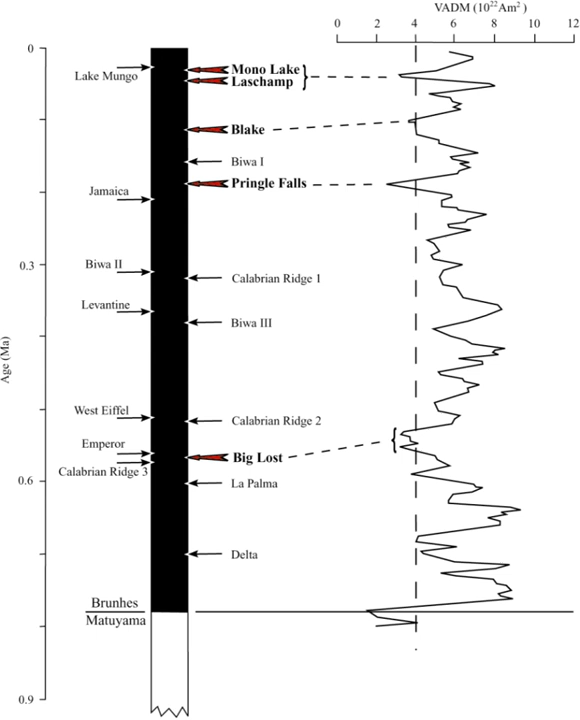 VADM (10²²Am²)
0 2 4 6 8 10 12
0
Lake Mungo
Mono Lake
Laschamp
Blake
Biwa I
Pringle Falls
Jamaica
Biwa II
0.3
Calabrian Ridge 1
Levantine
Biwa III
Age (Ma)
West Eiffel
Calabrian Ridge 2
Emperor
Big Lost
Calabrian Ridge 3
0.6
La Palma
Delta
Brunhes
Matuyama
0.9